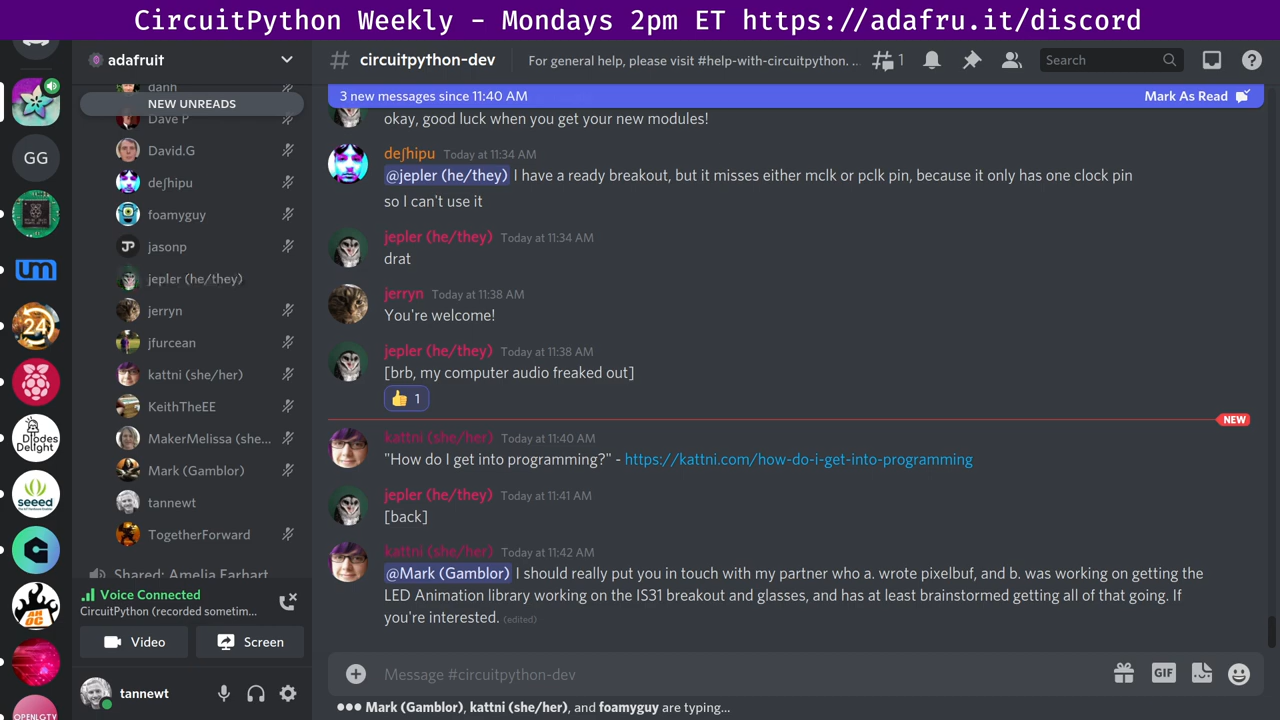 CircuitPython Weekly - Mondays 2pm ET https://adafru.it/discord
adafruit
# circuitpython-dev
For general help, please visit #help-with-circuitpython. ...
1
Search
NEW UNREADS
3 new messages since 11:40 AM
Mark As Read
danh
Dave P
David.G
deʃhipu
foamyguy
jasonp
jepler (he/they)
jerryn
jfurcean
kattni (she/her)
KeithTheEE
MakerMelissa (she...
Mark (Gamblor)
tannewt
TogetherForward
Shared: Amelia Earhart
Voice Connected
CircuitPython (recorded sometim...
Video
Screen
tannewt
GG
JP
24
DIODES
Delight
seeed
OPENLGTV
okay, good luck when you get your new modules!
deʃhipu Today at 11:34 AM
@jepler (he/they) I have a ready breakout, but it misses either mclk or pclk pin, because it only has one clock pin
so I can't use it
jepler (he/they) Today at 11:34 AM
drat
jerryn Today at 11:38 AM
You're welcome!
jepler (he/they) Today at 11:38 AM
[brb, my computer audio freaked out]
1
NEW
kattni (she/her) Today at 11:40 AM
"How do I get into programming?" - https://kattni.com/how-do-i-get-into-programming
jepler (he/they) Today at 11:41 AM
[back]
kattni (she/her) Today at 11:42 AM
@Mark (Gamblor) I should really put you in touch with my partner who a. wrote pixelbuf, and b. was working on getting the
LED Animation library working on the IS31 breakout and glasses, and has at least brainstormed getting all of that going. If
you're interested. (edited)
Message #circuitpython-dev
GIF
Mark (Gamblor), kattni (she/her), and foamyguy are typing...